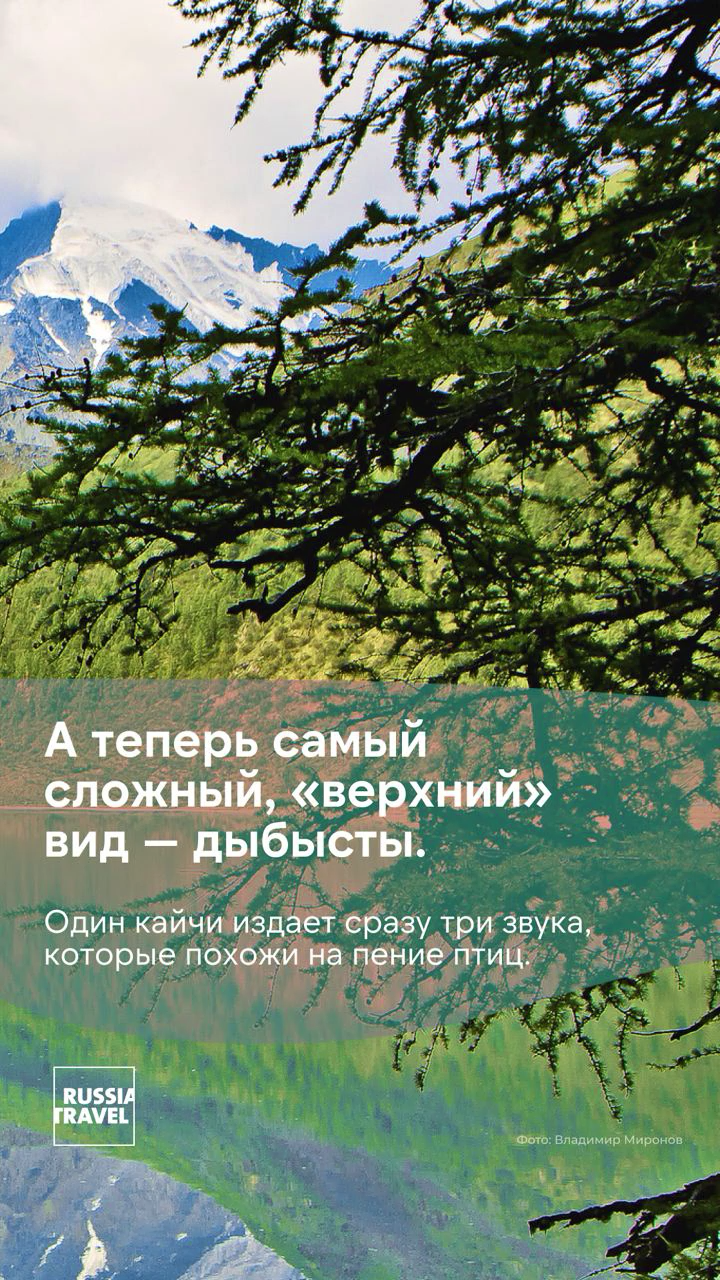 А теперь самый
сложный, «верхний»
вид — дыбысты.
Один кайчи издает сразу три звука,
которые похожи на пение птиц.
RUSSIA
TRAVEL
Фото: Владимир Миронов